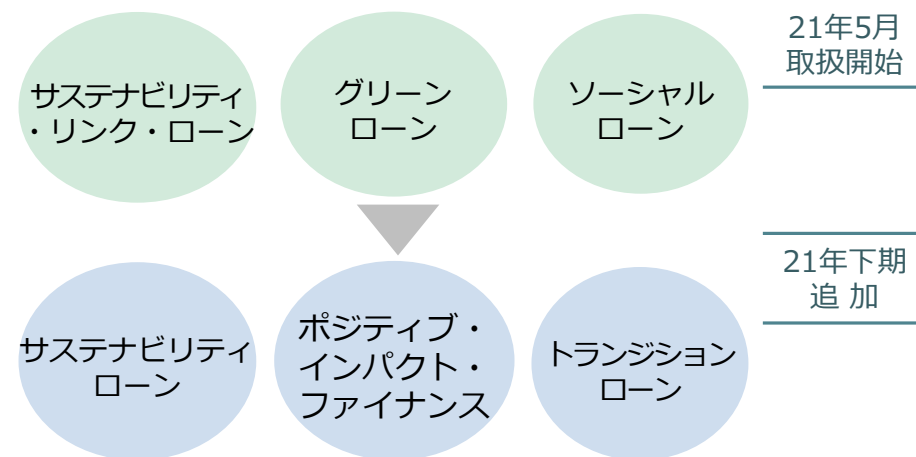 サステナビリティ
・リンク・ローン
グリーン
ローン
ソーシャル
ローン
21年5月
取扱開始
サステナビリティ
ローン
ポジティブ・
インパクト・
ファイナンス
トランジション
ローン
21年下期
追 加